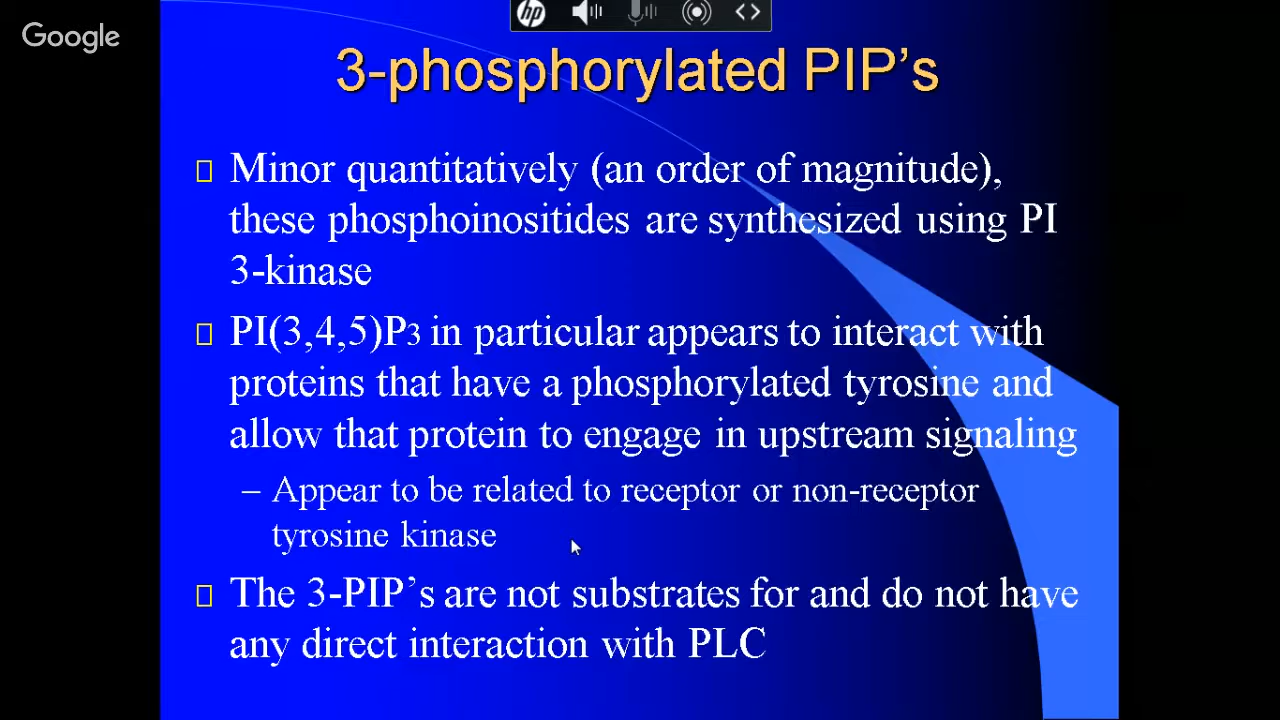 Google
hp
3-phosphorylated PIP’s
Minor quantitatively (an order of magnitude),
these phosphoinositides are synthesized using PI
3-kinase
PI(3,4,5)P3 in particular appears to interact with
proteins that have a phosphorylated tyrosine and
allow that protein to engage in upstream signaling
– Appear to be related to receptor or non-receptor
tyrosine kinase
The 3-PIP’s are not substrates for and do not have
any direct interaction with PLC